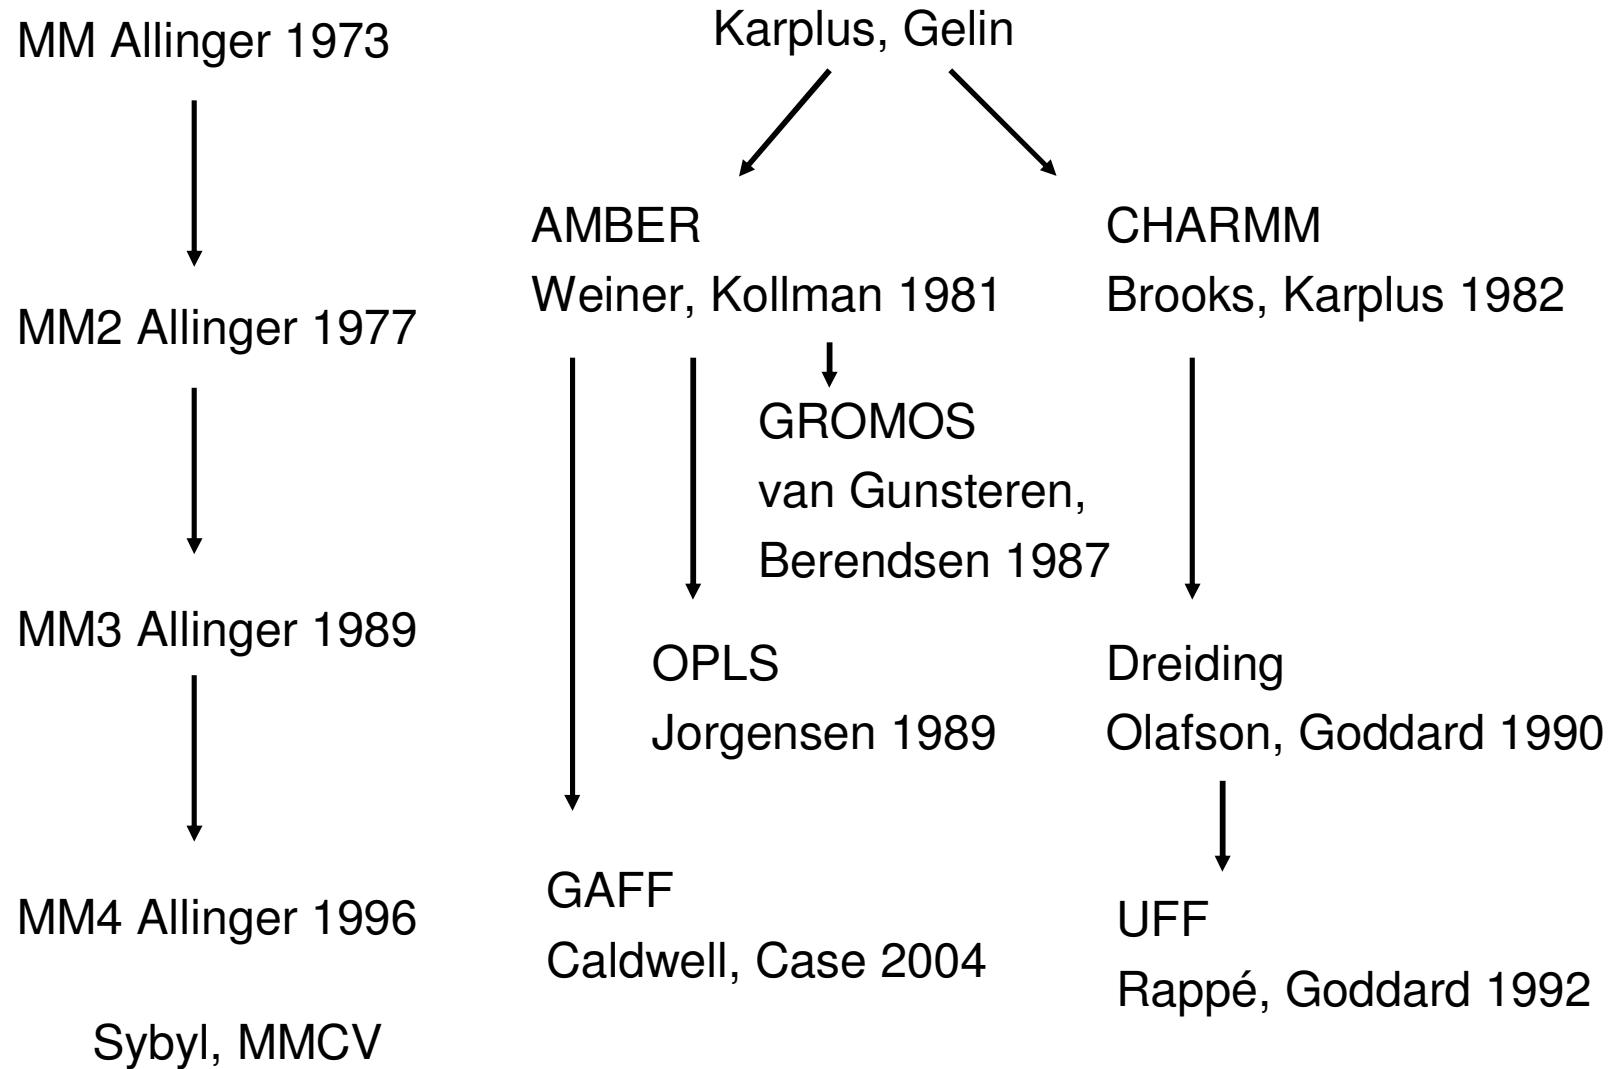 MM Allinger 1973
MM2 Allinger 1977
MM3 Allinger 1989
MM4 Allinger 1996
Sybyl, MMCV
Karplus, Gelin
AMBER
Weiner, Kollman 1981
GROMOS
van Gunsteren,
Berendsen 1987
OPLS
Jorgensen 1989
GAFF
Caldwell, Case 2004
CHARMM
Brooks, Karplus 1982
Dreiding
Olafson, Goddard 1990
UFF
Rappé, Goddard 1992